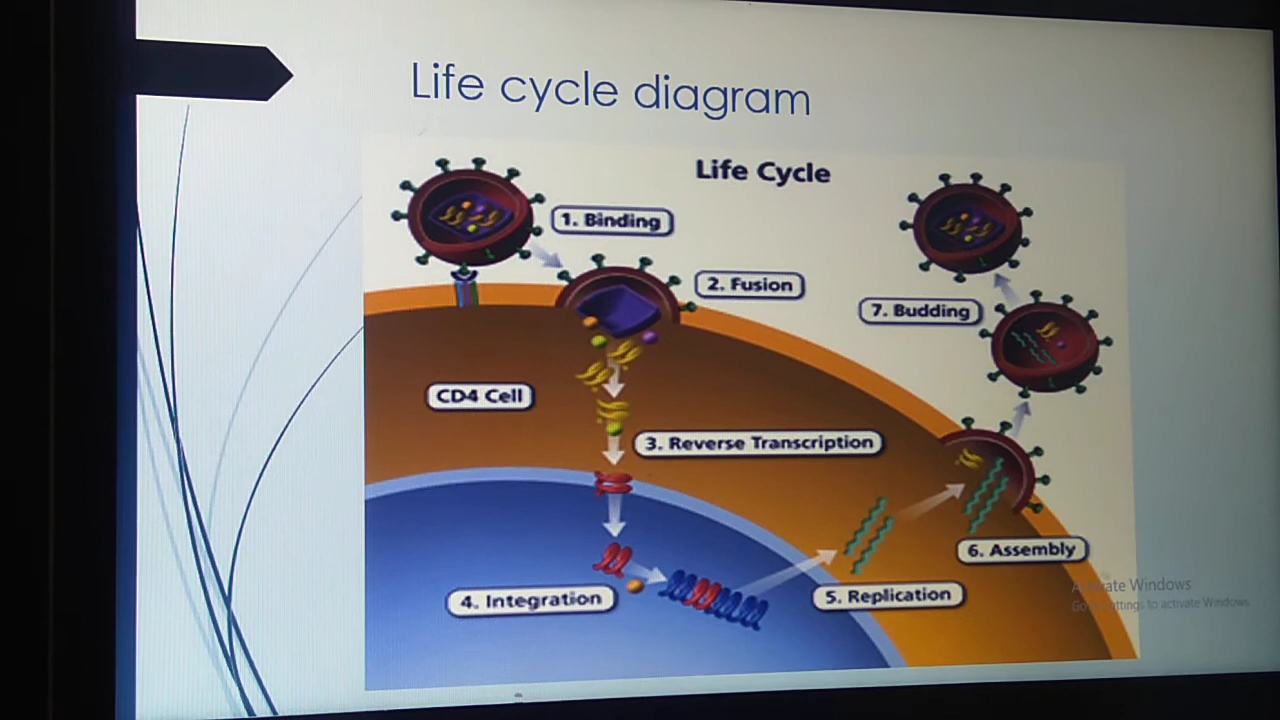 Life cycle diagram
Life Cycle
1. Binding
2. Fusion
7. Budding
CD4 Cell
3. Reverse Transcription
6. Assembly
4. Integration
5. Replication
Activate Windows
Go to Settings to activate Windows.